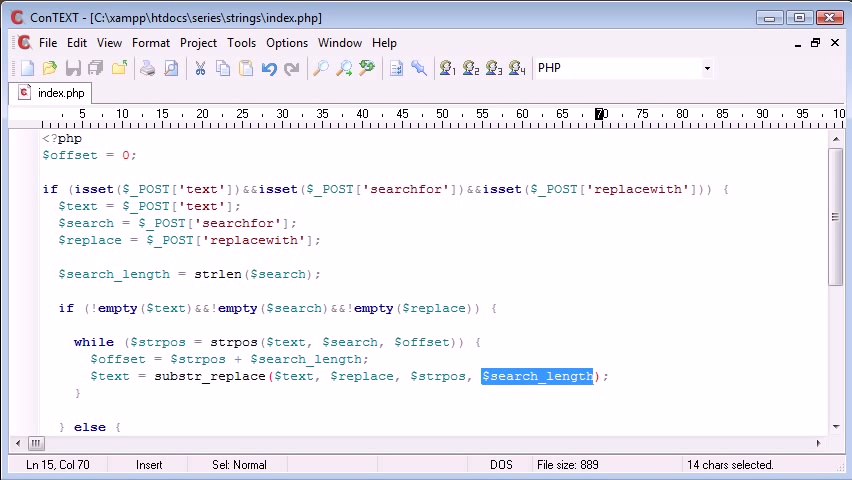 ConTEXT - [C:\xampp\htdocs\series\strings\index.php]
File Edit View Format Project Tools Options Window Help
1 2 3 4 PHP
index.php
5 10 15 20 25 30 35 40 45 50 55 60 65 70 75 80 85 90 95 10
<?php
$offset = 0;
if (isset($_POST['text'])&&isset($_POST['searchfor'])&&isset($_POST['replacewith'])) {
$text = $_POST['text'];
$search = $_POST['searchfor'];
$replace = $_POST['replacewith'];
$search_length = strlen($search);
if (!empty($text)&&!empty($search)&&!empty($replace)) {
while ($strpos = strpos($text, $search, $offset)) {
$offset = $strpos + $search_length;
$text = substr_replace($text, $replace, $strpos, $search_length);
}
} else {
Ln 15, Col 70 Insert Sel: Normal DOS File size: 889 14 chars selected.